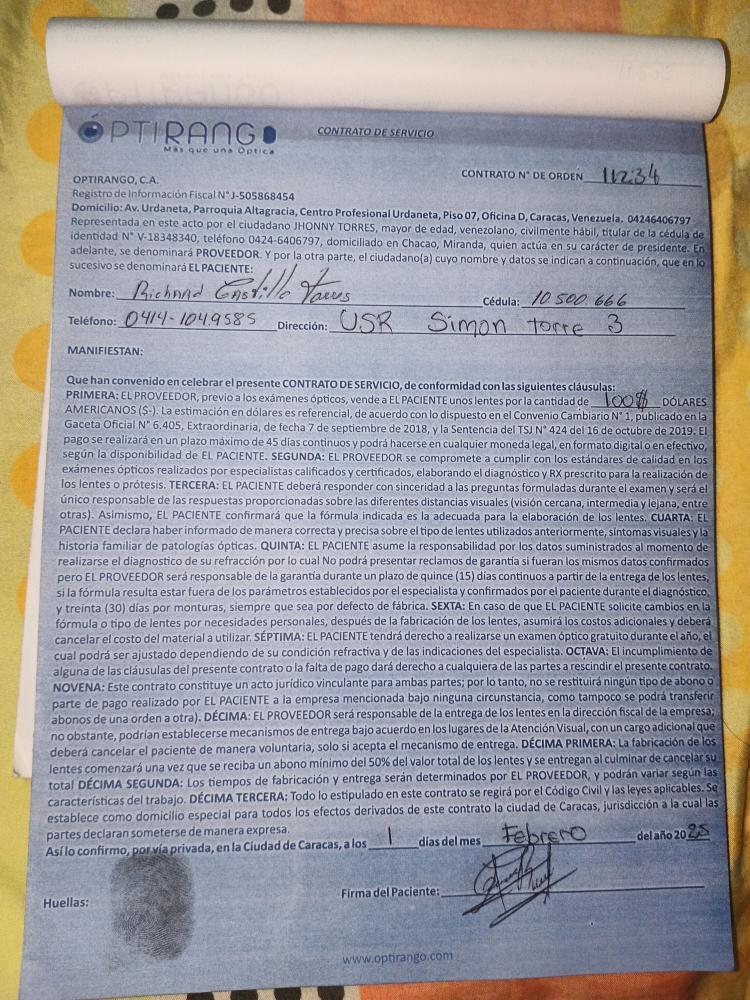 ÓPTIRANGO
Más que una Óptica
CONTRATO DE SERVICIO
CONTRATO N° DE ORDEN 11234
OPTIRANGO, C.A.
Registro de Información Fiscal N° J-505868454
Domicilio: Av. Urdaneta, Parroquia Altagracia, Centro Profesional Urdaneta, Piso 07, Oficina D, Caracas, Venezuela. 04246406797
Representada en este acto por el ciudadano JHONNY TORRES, mayor de edad, venezolano, civilmente hábil, titular de la cédula de
identidad N° V-18348340, teléfono 0424-6406797, domiciliado en Chacao, Miranda, quien actúa en su carácter de presidente. En
adelante, se denominará PROVEEDOR. Y por la otra parte, el ciudadano(a) cuyo nombre y datos se indican a continuación, que en lo
sucesivo se denominará EL PACIENTE:
Nombre: Richard Castillo Cédula: 10 500 666
Teléfono: 0414-1049585 Dirección: USR Simon torre 3
MANIFIESTAN:
Que han convenido en celebrar el presente CONTRATO DE SERVICIO, de conformidad con las siguientes cláusulas:
PRIMERA: EL PROVEEDOR, previo a los exámenes ópticos, vende a EL PACIENTE unos lentes por la cantidad de 100$ DÓLARES
AMERICANOS ($-). La estimación en dólares es referencial, de acuerdo con lo dispuesto en el Convenio Cambiario N° 1, publicado en la
Gaceta Oficial N° 6.405, Extraordinaria, de fecha 7 de septiembre de 2018, y la Sentencia del TSJ N° 424 del 16 de octubre de 2019. El
pago se realizará en un plazo máximo de 45 días continuos y podrá hacerse en cualquier moneda legal, en formato digital o en efectivo,
según la disponibilidad de EL PACIENTE. SEGUNDA: EL PROVEEDOR se compromete a cumplir con los estándares de calidad en los
exámenes ópticos realizados por especialistas calificados y certificados, elaborando el diagnóstico y RX prescrito para la realización de
los lentes o prótesis. TERCERA: EL PACIENTE deberá responder con sinceridad a las preguntas formuladas durante el examen y será el
único responsable de las respuestas proporcionadas sobre las diferentes distancias visuales (visión cercana, intermedia y lejana, entre
otras). Asimismo, EL PACIENTE confirmará que la fórmula indicada es la adecuada para la elaboración de los lentes. CUARTA: EL
PACIENTE declara haber informado de manera correcta y precisa sobre el tipo de lentes utilizados anteriormente, síntomas visuales y la
historia familiar de patologías ópticas. QUINTA: EL PACIENTE asume la responsabilidad por los datos suministrados al momento de
realizarse el diagnostico de su refracción por lo cual No podrá presentar reclamos de garantía si fueran los mismos datos confirmados
pero EL PROVEEDOR será responsable de la garantía durante un plazo de quince (15) días continuos a partir de la entrega de los lentes,
si la fórmula resulta estar fuera de los parámetros establecidos por el especialista y confirmados por el paciente durante el diagnóstico,
y treinta (30) días por monturas, siempre que sea por defecto de fábrica. SEXTA: En caso de que EL PACIENTE solicite cambios en la
fórmula o tipo de lentes por necesidades personales, después de la fabricación de los lentes, asumirá los costos adicionales y deberá
cancelar el costo del material a utilizar. SÉPTIMA: EL PACIENTE tendrá derecho a realizarse un examen óptico gratuito durante el año, el
cual podrá ser ajustado dependiendo de su condición refractiva y de las indicaciones del especialista. OCTAVA: El incumplimiento de
alguna de las cláusulas del presente contrato o la falta de pago dará derecho a cualquiera de las partes a rescindir el presente contrato.
NOVENA: Este contrato constituye un acto jurídico vinculante para ambas partes; por lo tanto, no se restituirá ningún tipo de abono o
parte de pago realizado por EL PACIENTE a la empresa mencionada bajo ninguna circunstancia, como tampoco se podrá transferir
abonos de una orden a otra). DÉCIMA: EL PROVEEDOR será responsable de la entrega de los lentes en la dirección fiscal de la empresa;
no obstante, podrían establecerse mecanismos de entrega bajo acuerdo en los lugares de la Atención Visual, con un cargo adicional que
deberá cancelar el paciente de manera voluntaria, solo si acepta el mecanismo de entrega. DÉCIMA PRIMERA: La fabricación de los
lentes comenzará una vez que se reciba un abono mínimo del 50% del valor total de los lentes y se entregan al culminar de cancelar su
total DÉCIMA SEGUNDA: Los tiempos de fabricación y entrega serán determinados por EL PROVEEDOR, y podrán variar según las
características del trabajo. DÉCIMA TERCERA: Todo lo estipulado en este contrato se regirá por el Código Civil y las leyes aplicables. Se
establece como domicilio especial para todos los efectos derivados de este contrato la ciudad de Caracas, jurisdicción a la cual las
partes declaran someterse de manera expresa.
Así lo confirmo, por vía privada, en la Ciudad de Caracas, a los 1 días del mes Febrero del año 2025
Huellas:
Firma del Paciente:
www.optirango.com